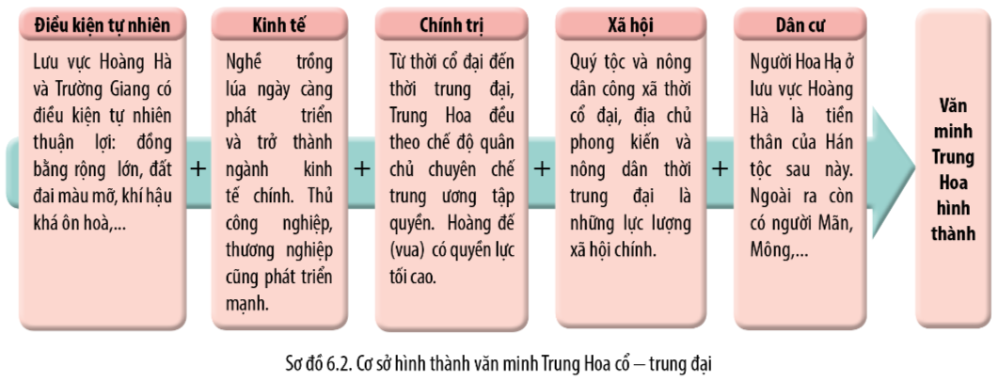 Điều kiện tự nhiên
Lưu vực Hoàng Hà
và Trường Giang có
điều kiện tự nhiên
thuận lợi: đồng
bằng rộng lớn, đất
đai màu mỡ, khí hậu
khá ôn hoà,...
+
Kinh tế
Nghề trồng
lúa ngày càng
phát triển
và trở thành
ngành kinh
tế chính. Thủ
công nghiệp,
thương nghiệp
cũng phát triển
mạnh.
+
Chính trị
Từ thời cổ đại đến
thời trung đại,
Trung Hoa đều
theo chế độ quân
chủ chuyên chế
trung ương tập
quyền. Hoàng đế
(vua) có quyền lực
tối cao.
+
Xã hội
Quý tộc và nông
dân công xã thời
cổ đại, địa chủ
phong kiến và
nông dân thời
trung đại là
những lực lượng
xã hội chính.
+
Dân cư
Người Hoa Hạ ở
lưu vực Hoàng
Hà là tiền
thân của Hán
tộc sau này.
Ngoài ra còn
có người Mãn,
Mông,...
Văn
minh
Trung
Hoa
hình
thành
Sơ đồ 6.2. Cơ sở hình thành văn minh Trung Hoa cổ – trung đại